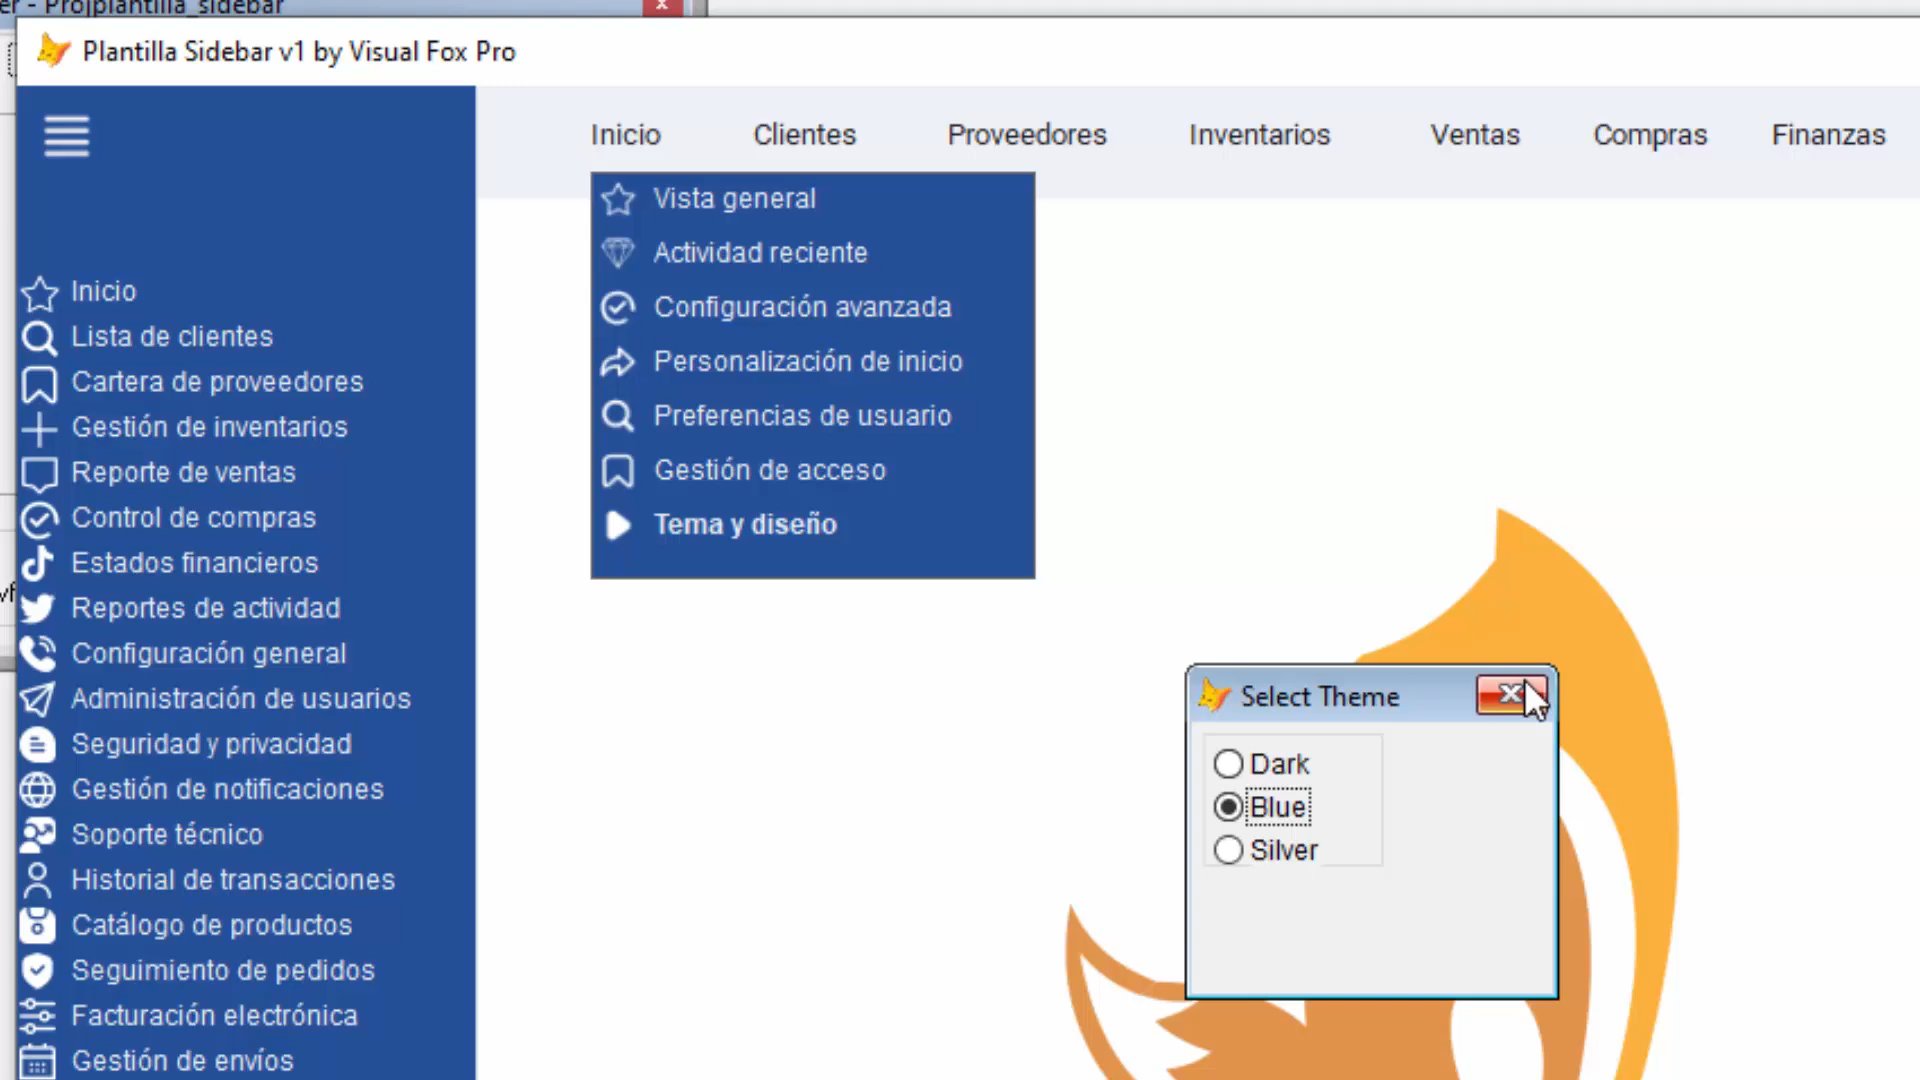 er - Projplantilla_sidebar
Plantilla Sidebar v1 by Visual Fox Pro
Inicio Clientes Proveedores Inventarios Ventas Compras Finanzas
Vista general
Actividad reciente
Configuración avanzada
Personalización de inicio
Preferencias de usuario
Gestión de acceso
Tema y diseño
Inicio
Lista de clientes
Cartera de proveedores
Gestión de inventarios
Reporte de ventas
Control de compras
Estados financieros
Reportes de actividad
Configuración general
Administración de usuarios
Seguridad y privacidad
Gestión de notificaciones
Soporte técnico
Historial de transacciones
Catálogo de productos
Seguimiento de pedidos
Facturación electrónica
Gestión de envíos
Select Theme
Dark
Blue
Silver